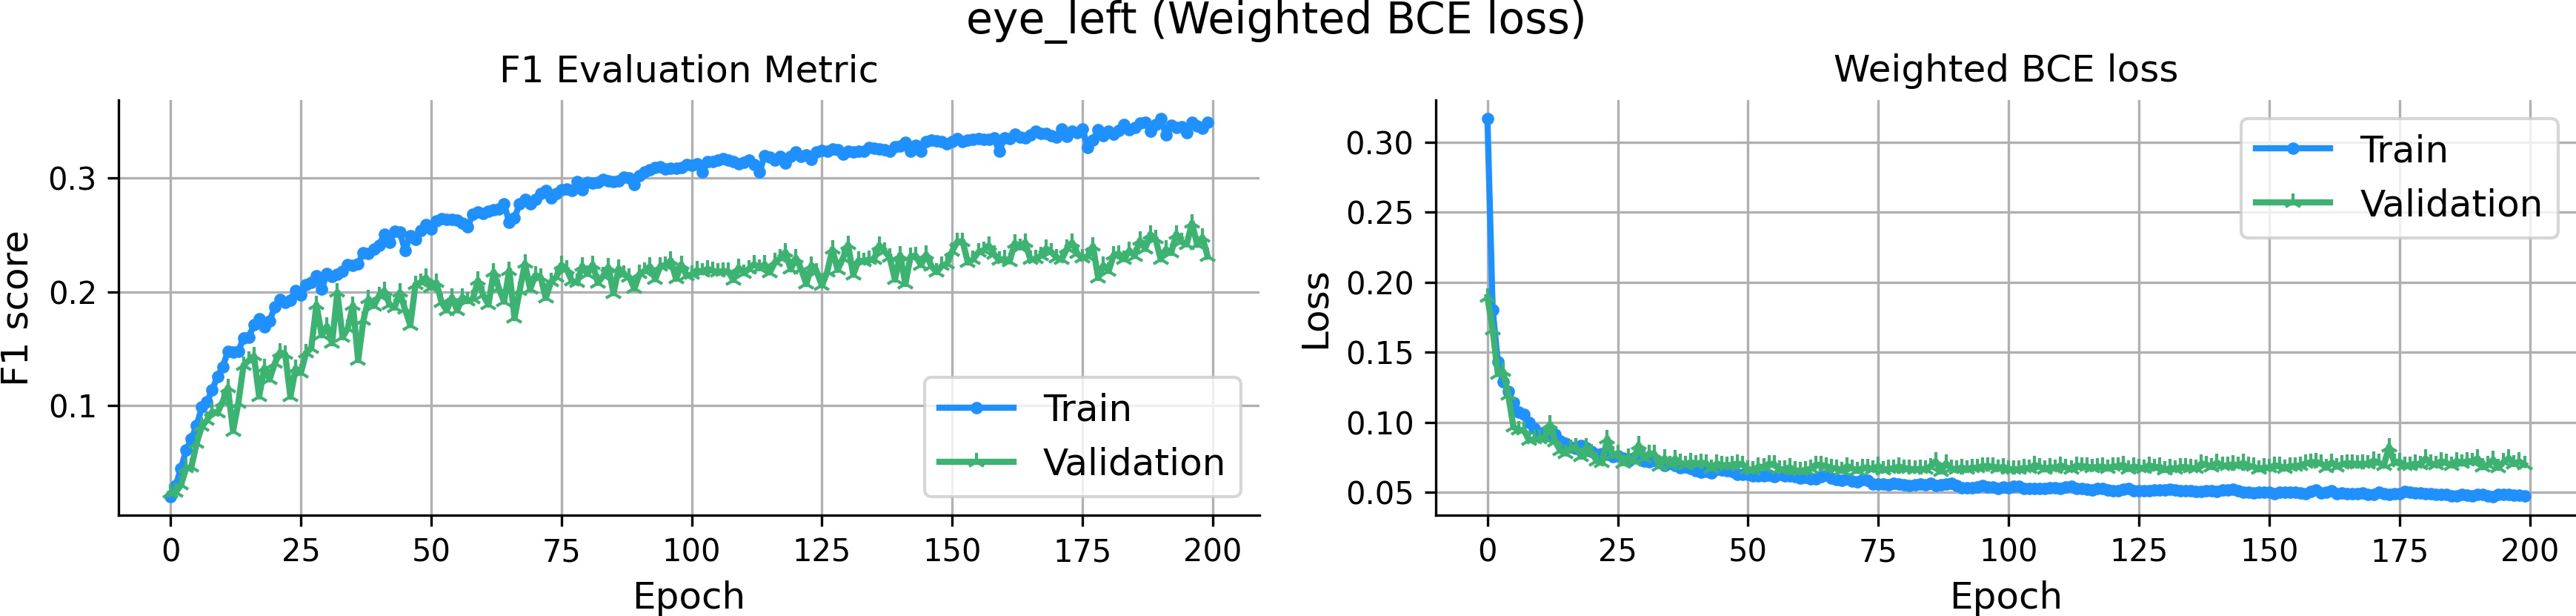 eye_left (Weighted BCE loss)
F1 Evaluation Metric
F1 score
0.3
0.2
0.1
Train
Validation
0 25 50 75 100 125 150 175 200
Epoch
Weighted BCE loss
Loss
0.30
0.25
0.20
0.15
0.10
0.05
Train
Validation
0 25 50 75 100 125 150 175 200
Epoch